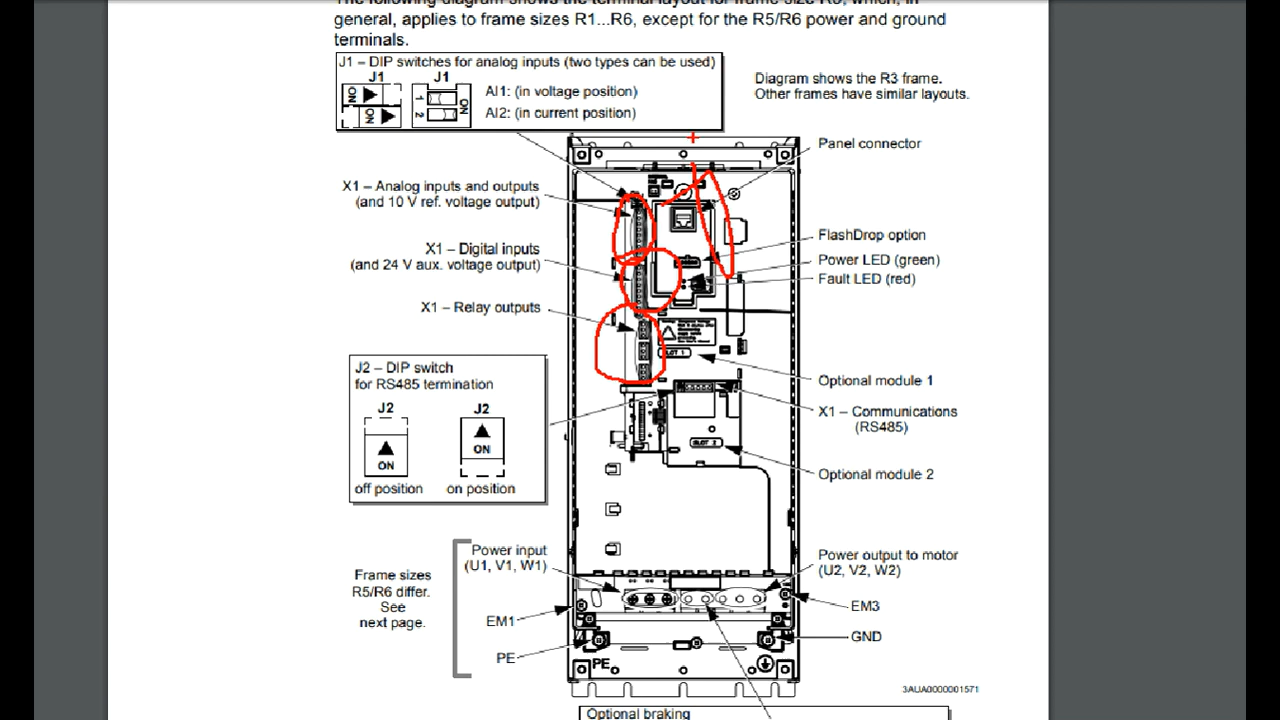 The following diagram shows the terminal layout for frame size R3, which, in
general, applies to frame sizes R1...R6, except for the R5/R6 power and ground
terminals.
J1 – DIP switches for analog inputs (two types can be used)
J1
J1
ON
ON
1
2
ON
AI1: (in voltage position)
AI2: (in current position)
Diagram shows the R3 frame.
Other frames have similar layouts.
Panel connector
X1 – Analog inputs and outputs
(and 10 V ref. voltage output)
X1 – Digital inputs
(and 24 V aux. voltage output)
FlashDrop option
Power LED (green)
Fault LED (red)
X1 – Relay outputs
SLOT 1
J2 – DIP switch
for RS485 termination
J2
J2
ON
ON
off position
on position
Optional module 1
X1 – Communications
(RS485)
SLOT 2
Optional module 2
Power input
(U1, V1, W1)
Power output to motor
(U2, V2, W2)
Frame sizes
R5/R6 differ.
See
next page.
EM1
EM3
GND
PE
PE
3AUA0000001571
Optional braking